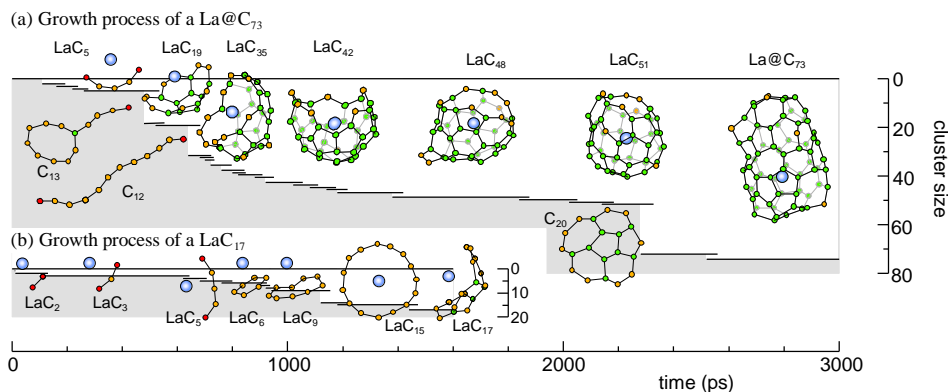 (a) Growth process of a La@C73
LaC5 LaC19 LaC35 LaC42 LaC48 LaC51 La@C73
0
20
40
60
80
cluster size
C13
C12
C20
(b) Growth process of a LaC17
0
10
20
LaC2 LaC3 LaC5 LaC6 LaC9 LaC15 LaC17
0 1000 2000 3000
time (ps)